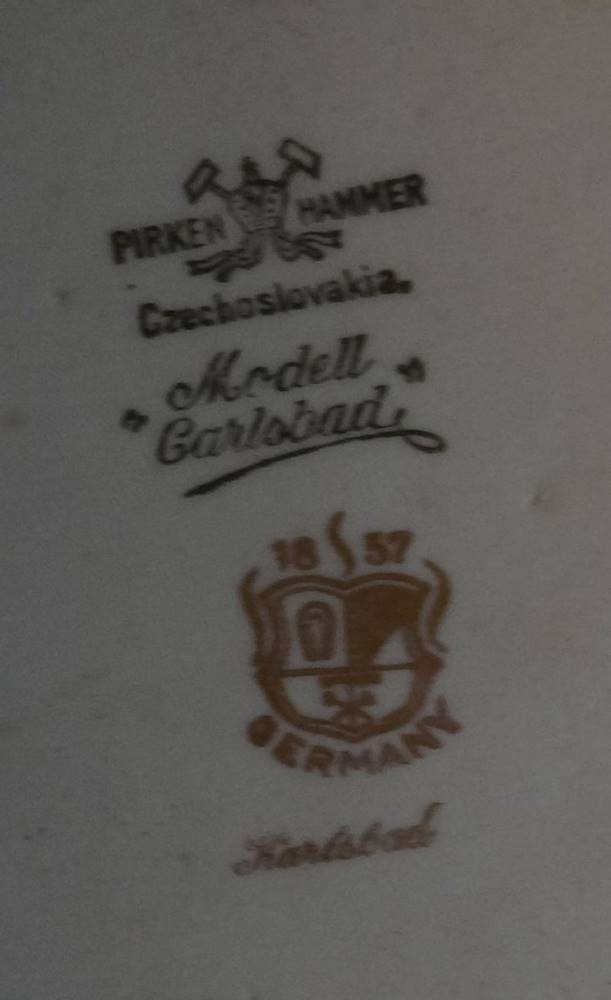 PIRKEN HAMMER
Czechoslovakia.
"Modell
Carlsbad"
18 57
GERMANY
Karlsbad